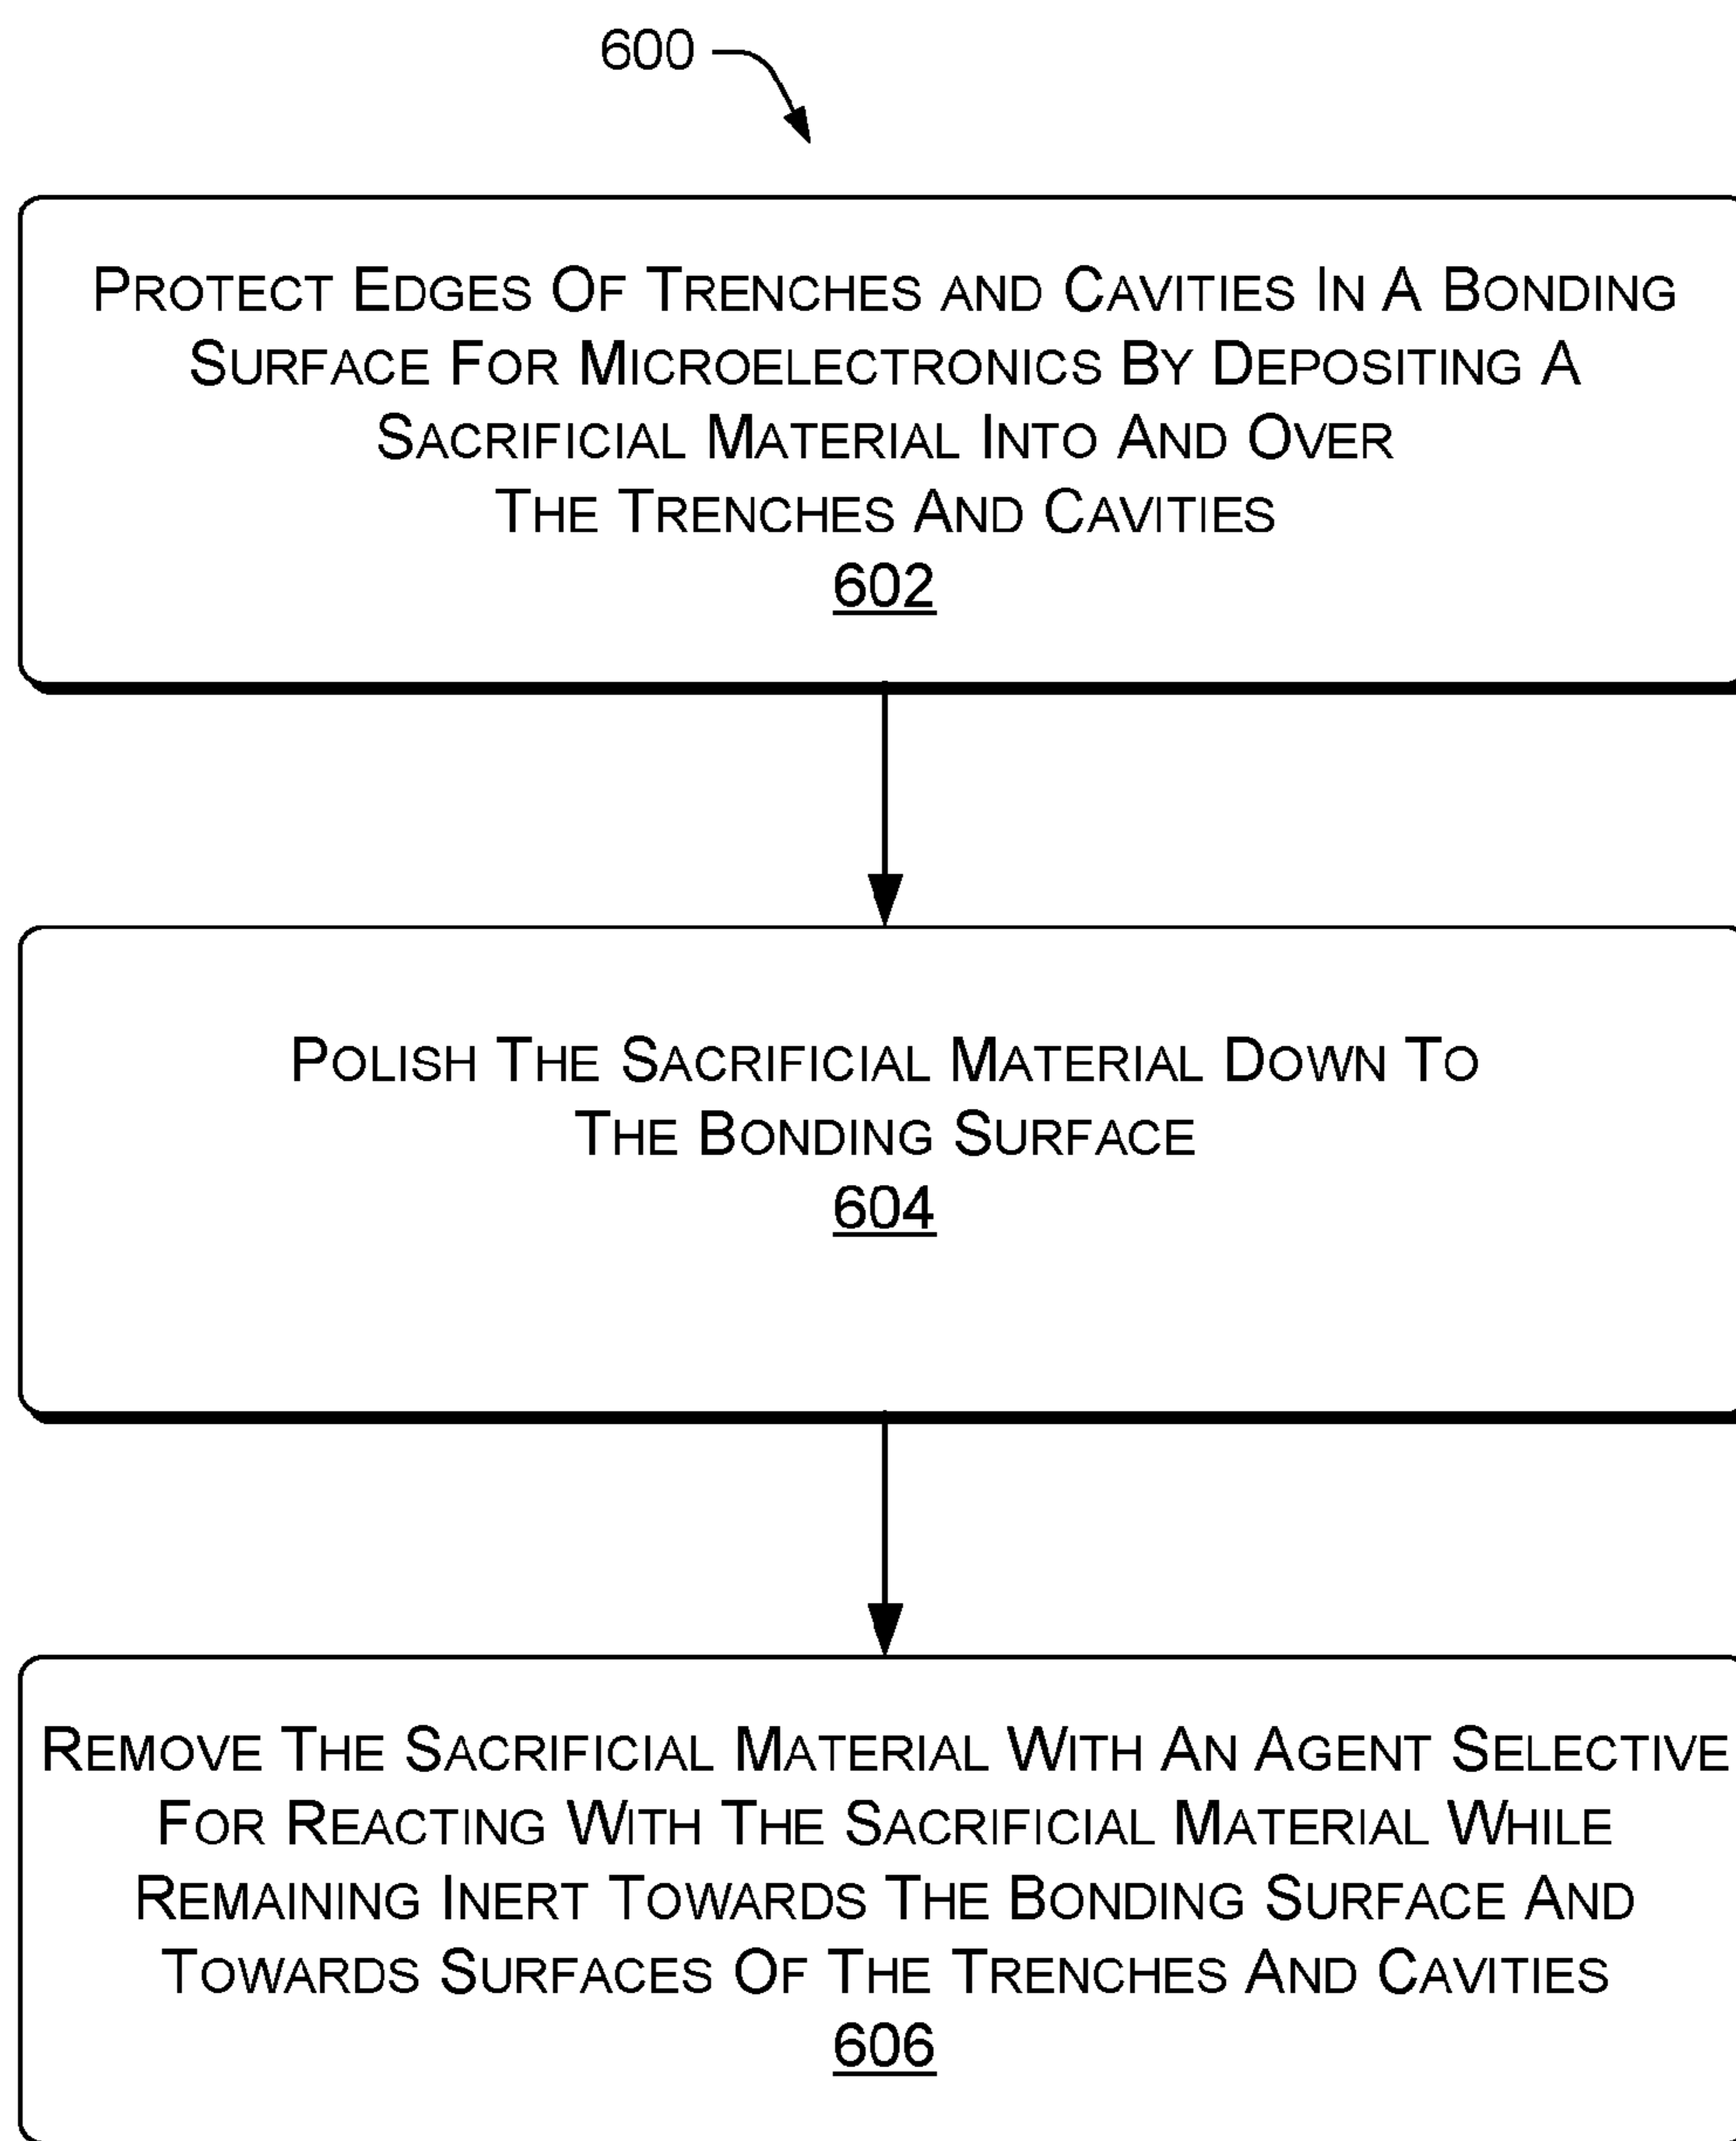 600
Protect Edges Of Trenches and Cavities In A Bonding
Surface For Microelectronics By Depositing A
Sacrificial Material Into And Over
The Trenches And Cavities
602
Polish The Sacrificial Material Down To
The Bonding Surface
604
Remove The Sacrificial Material With An Agent Selective
For Reacting With The Sacrificial Material While
Remaining Inert Towards The Bonding Surface And
Towards Surfaces Of The Trenches And Cavities
606